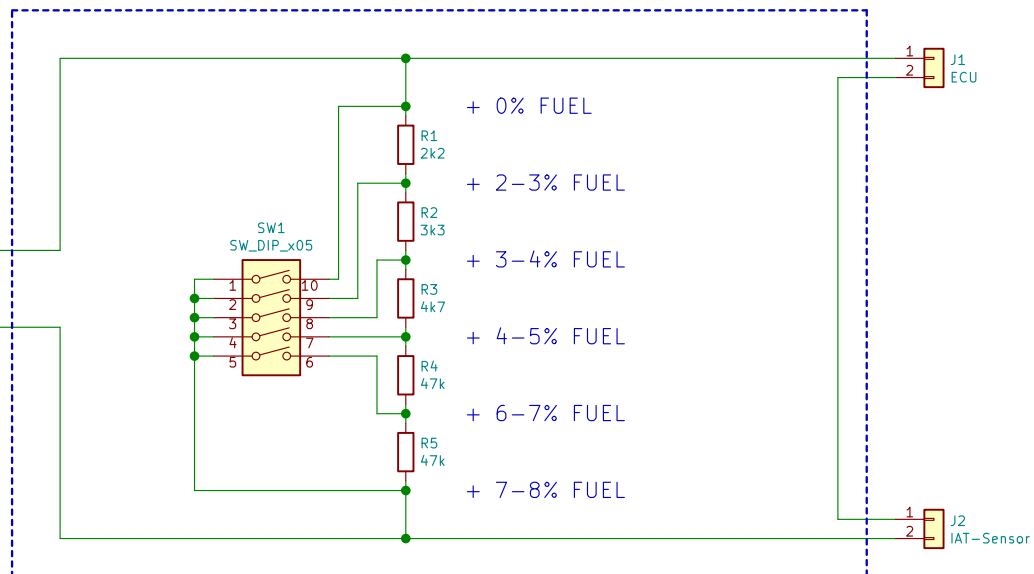 1
J1
2
ECU
+ 0% FUEL
R1
2k2
+ 2-3% FUEL
R2
3k3
SW1
SW_DIP_x05
+ 3-4% FUEL
1
10
R3
2
9
4k7
3
8
+ 4-5% FUEL
4
7
5
6
R4
47k
+ 6-7% FUEL
R5
47k
+ 7-8% FUEL
1
J2
2
IAT-Sensor